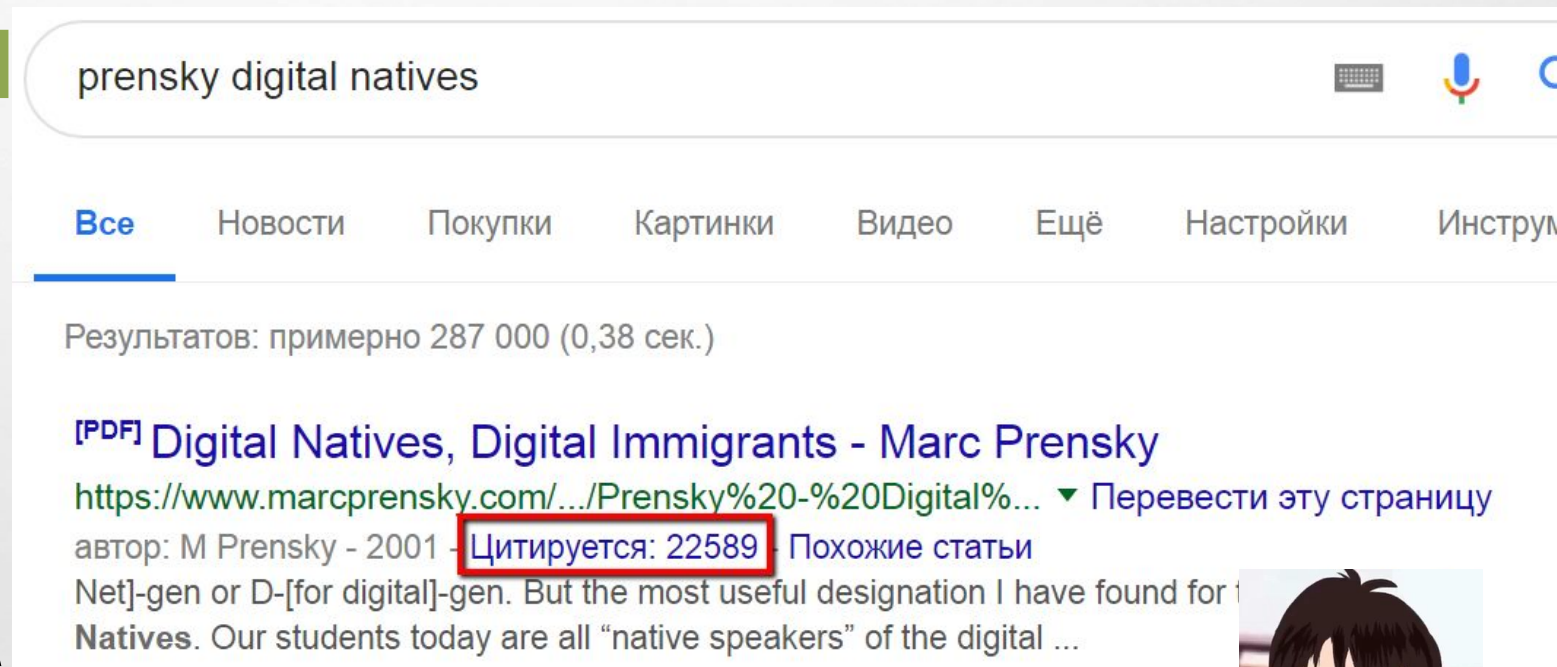 prensky digital natives
Все Новости Покупки Картинки Видео Ещё Настройки
Результатов: примерно 287 000 (0,38 сек.)
[PDF] Digital Natives, Digital Immigrants - Marc Prensky
https://www.marcprensky.com/.../Prensky%20-%20Digital%... ▼ Перевести эту страницу
автор: M Prensky - 2001 - Цитируется: 22589 - Похожие статьи
Net]-gen or D-[for digital]-gen. But the most useful designation I have found for
Natives. Our students today are all “native speakers” of the digital ...